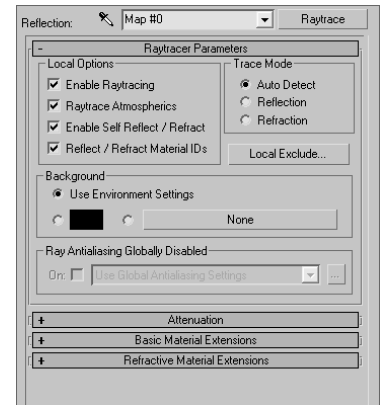 Reflection: Map #0 Raytrace
- Raytracer Parameters
Local Options
Enable Raytracing
Raytrace Atmospherics
Enable Self Reflect / Refract
Reflect / Refract Material IDs
Trace Mode
Auto Detect
Reflection
Refraction
Local Exclude...
Background
Use Environment Settings
None
Ray Antialiasing Globally Disabled
On: Use Global Antialiasing Settings ...
+ Attenuation
+ Basic Material Extensions
+ Refractive Material Extensions